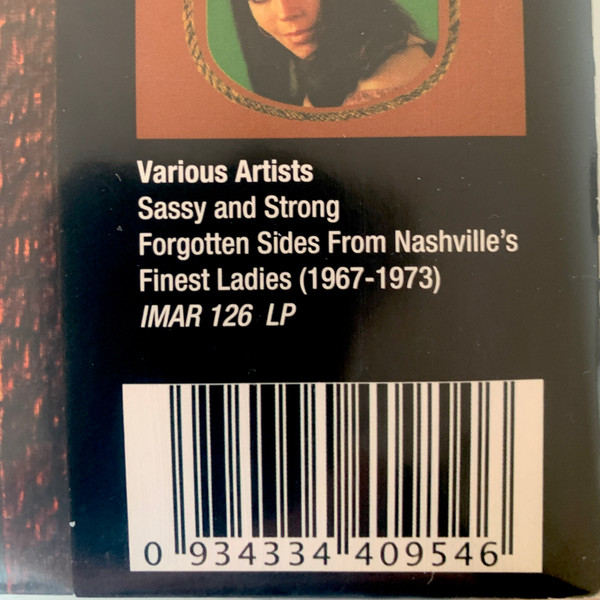 Various Artists
Sassy and Strong
Forgotten Sides From Nashville's
Finest Ladies (1967-1973)
IMAR 126 LP
0 934334 409546